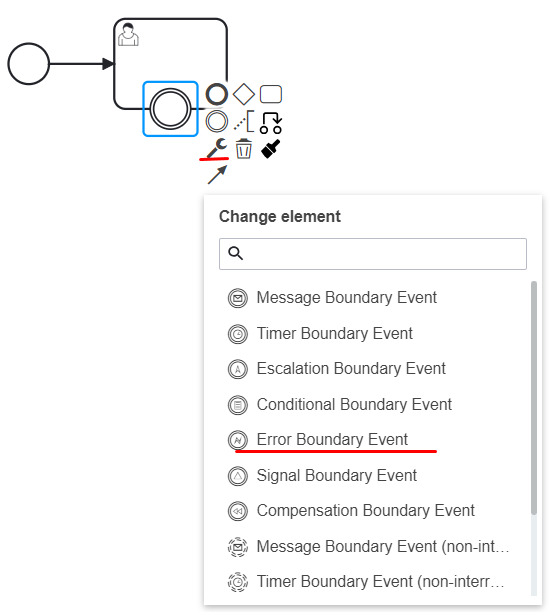 Change element
Message Boundary Event
Timer Boundary Event
Escalation Boundary Event
Conditional Boundary Event
Error Boundary Event
Signal Boundary Event
Compensation Boundary Event
Message Boundary Event (non-int...
Timer Boundary Event (non-interr...